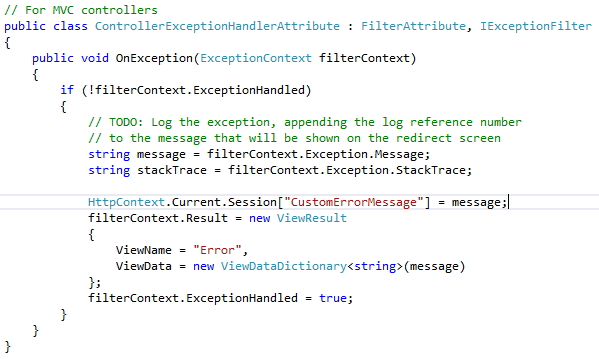 // For MVC controllers
public class ControllerExceptionHandlerAttribute : FilterAttribute, IExceptionFilter
{
    public void OnException(ExceptionContext filterContext)
    {
        if (!filterContext.ExceptionHandled)
        {
            // TODO: Log the exception, appending the log reference number
            // to the message that will be shown on the redirect screen
            string message = filterContext.Exception.Message;
            string stackTrace = filterContext.Exception.StackTrace;

            HttpContext.Current.Session["CustomErrorMessage"] = message;
            filterContext.Result = new ViewResult
            {
                ViewName = "Error",
                ViewData = new ViewDataDictionary<string>(message)
            };
            filterContext.ExceptionHandled = true;
        }
    }
}